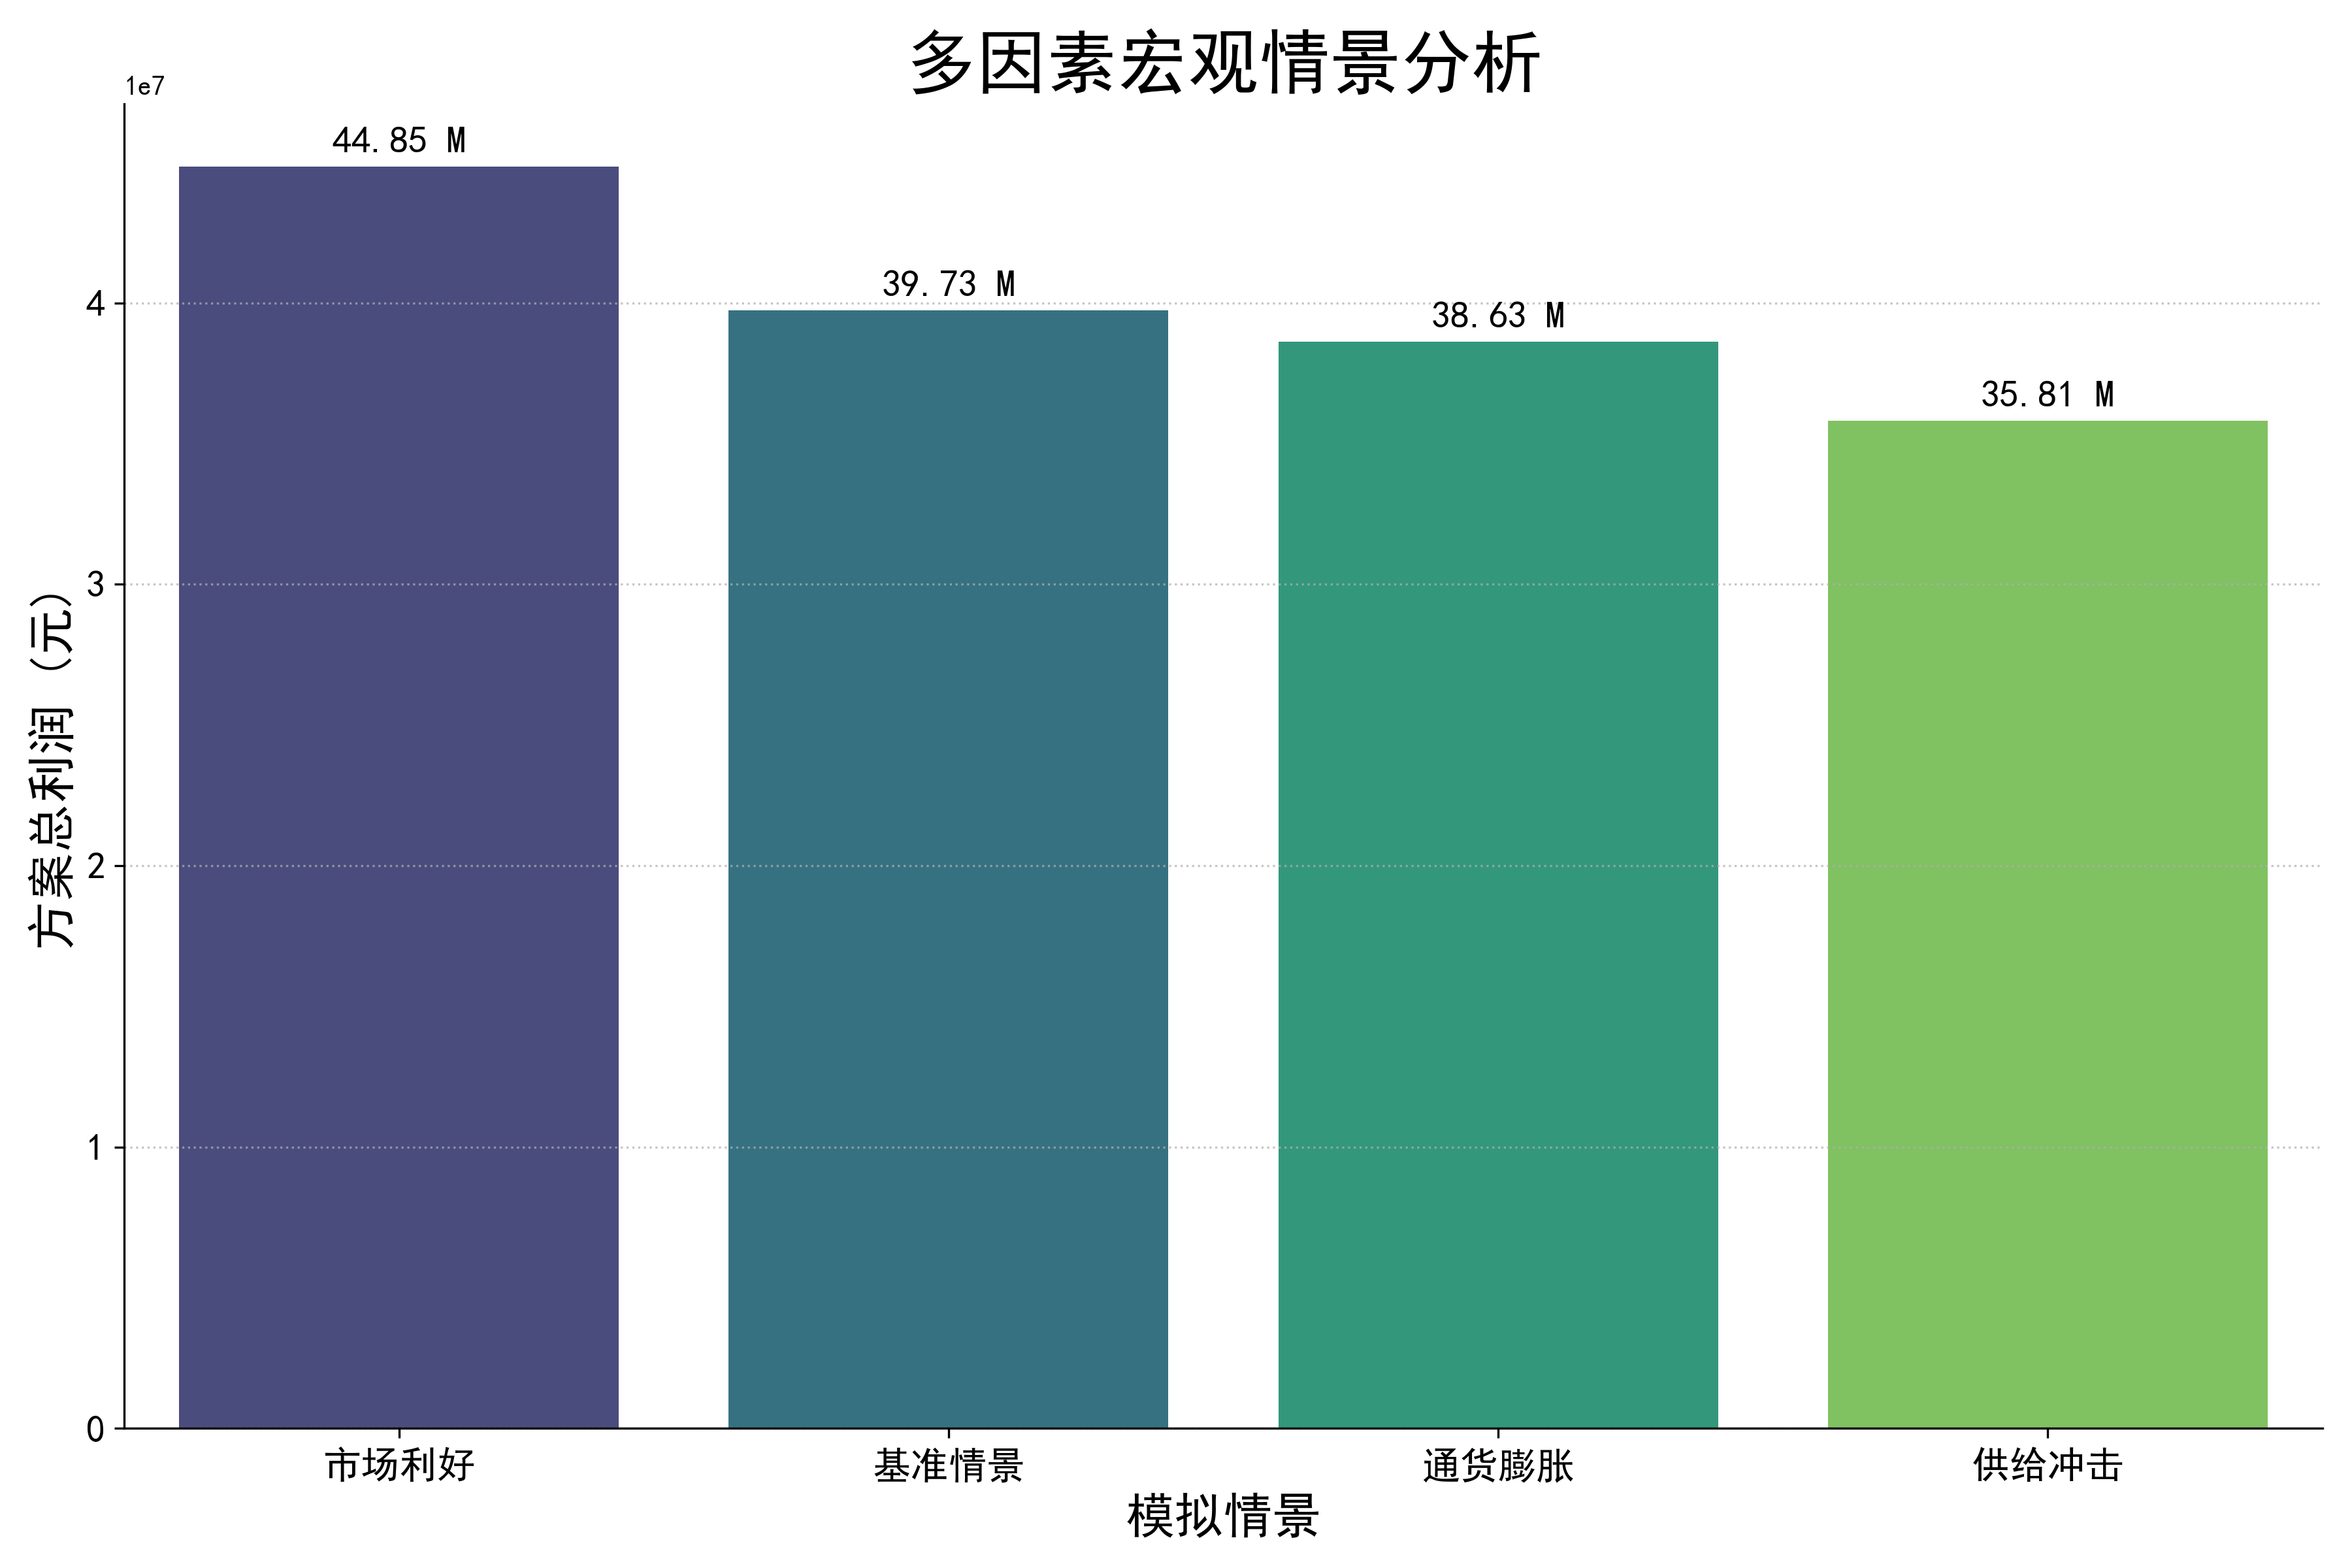 多因素宏观情景分析
1e7
44.85 M
39.73 M
38.63 M
35.81 M
4
3
2
1
0
方案总利润 (元)
市场利好
基准情景
通货膨胀
供给冲击
模拟情景